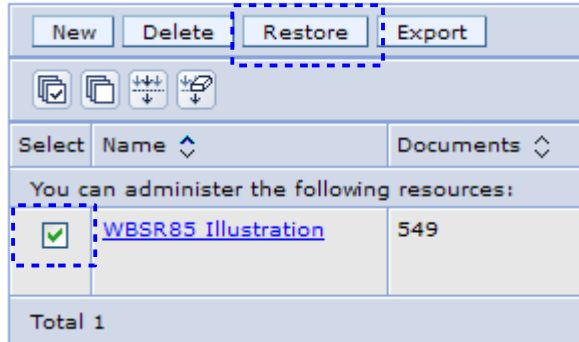 New Delete Restore Export
Select Name Documents
You can administer the following resources:
WBSR85 Illustration 549
Total 1